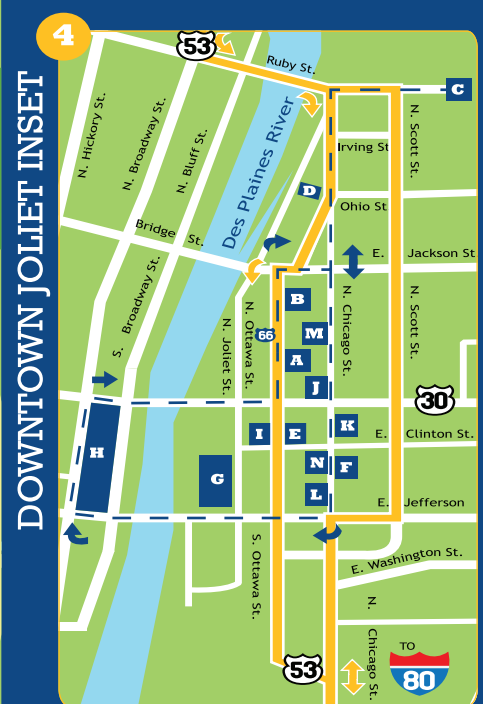 4
DOWNTOWN JOLIET INSET
53
Ruby St.
C
N. Hickory St.
N. Broadway St.
N. Bluff St.
Des Plaines River
N. Scott St.
Irving St
D
Ohio St
Bridge St.
E. Jackson St
S. Broadway St.
B
N. Ottawa St.
N. Joliet St.
66
M
N. Chicago St.
N. Scott St.
A
J
30
H
I
E
K
E. Clinton St.
G
N
F
L
E. Jefferson
S. Ottawa St.
E. Washington St.
N. Chicago St.
53
TO
80